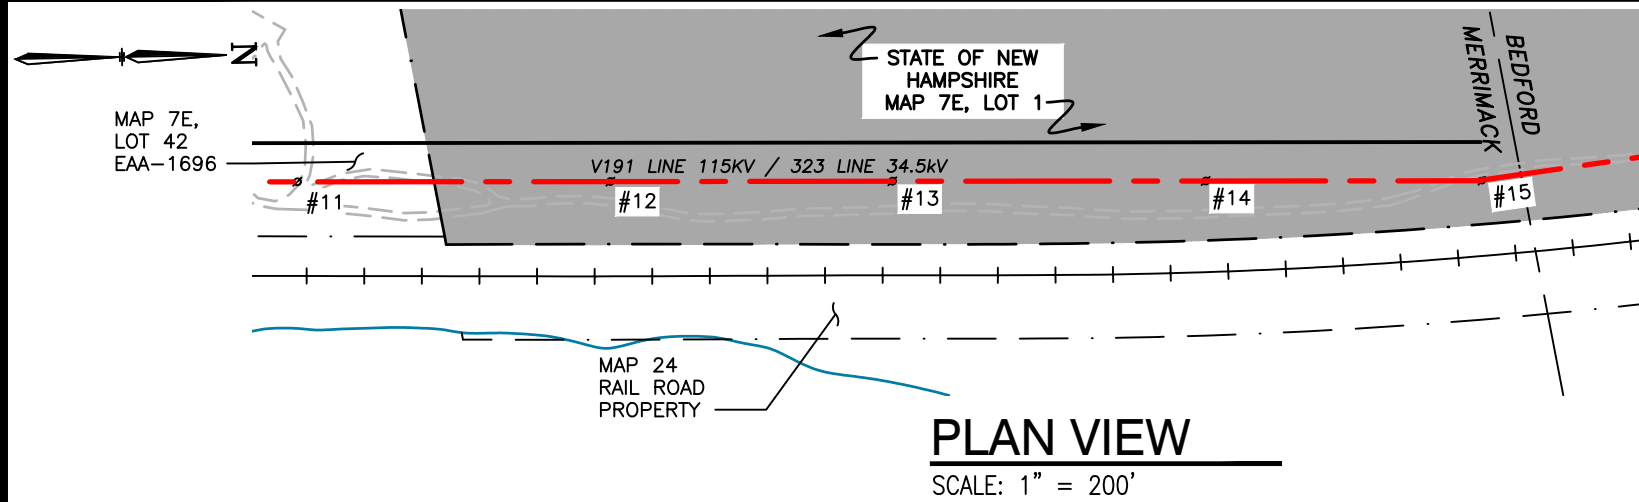 N
STATE OF NEW
HAMPSHIRE
MAP 7E, LOT 1
BEDFORD
MERRIMACK
MAP 7E,
LOT 42
EAA-1696
V191 LINE 115KV / 323 LINE 34.5kV
#11
#12
#13
#14
#15
MAP 24
RAIL ROAD
PROPERTY
PLAN VIEW
SCALE: 1" = 200'